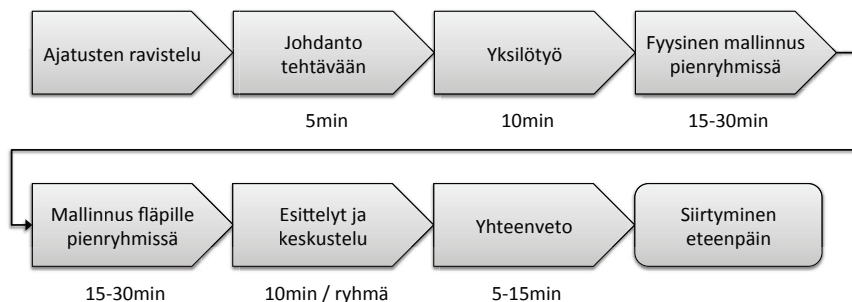 Ajatusten ravistelu
Johdanto
tehtävään
Yksilötyö
Fyysinen mallinnus
pienryhmissä
5min
10min
15-30min
Mallinnus fläpille
pienryhmissä
Esittelyt ja
keskustelu
Yhteenveto
Siirtyminen
eteenpäin
15-30min
10min / ryhmä
5-15min